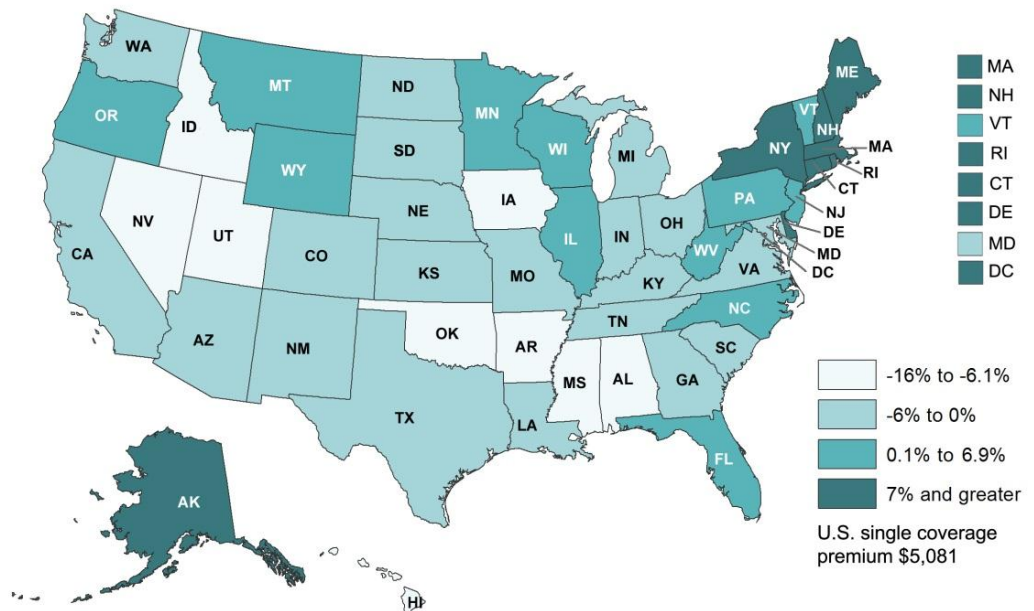 WA
MT
ND
MN
ME
OR
ID
SD
WI
MI
VT
NH
NY
MA
RI
CT
WY
NV
UT
CO
NE
IA
IL
IN
OH
PA
NJ
DE
MD
DC
CA
KS
MO
KY
WV
VA
AZ
NM
OK
AR
TN
NC
SC
TX
LA
MS
AL
GA
FL
AK
HI
MA
NH
VT
RI
CT
DE
MD
DC
-16% to -6.1%
-6% to 0%
0.1% to 6.9%
7% and greater
U.S. single coverage
premium $5,081